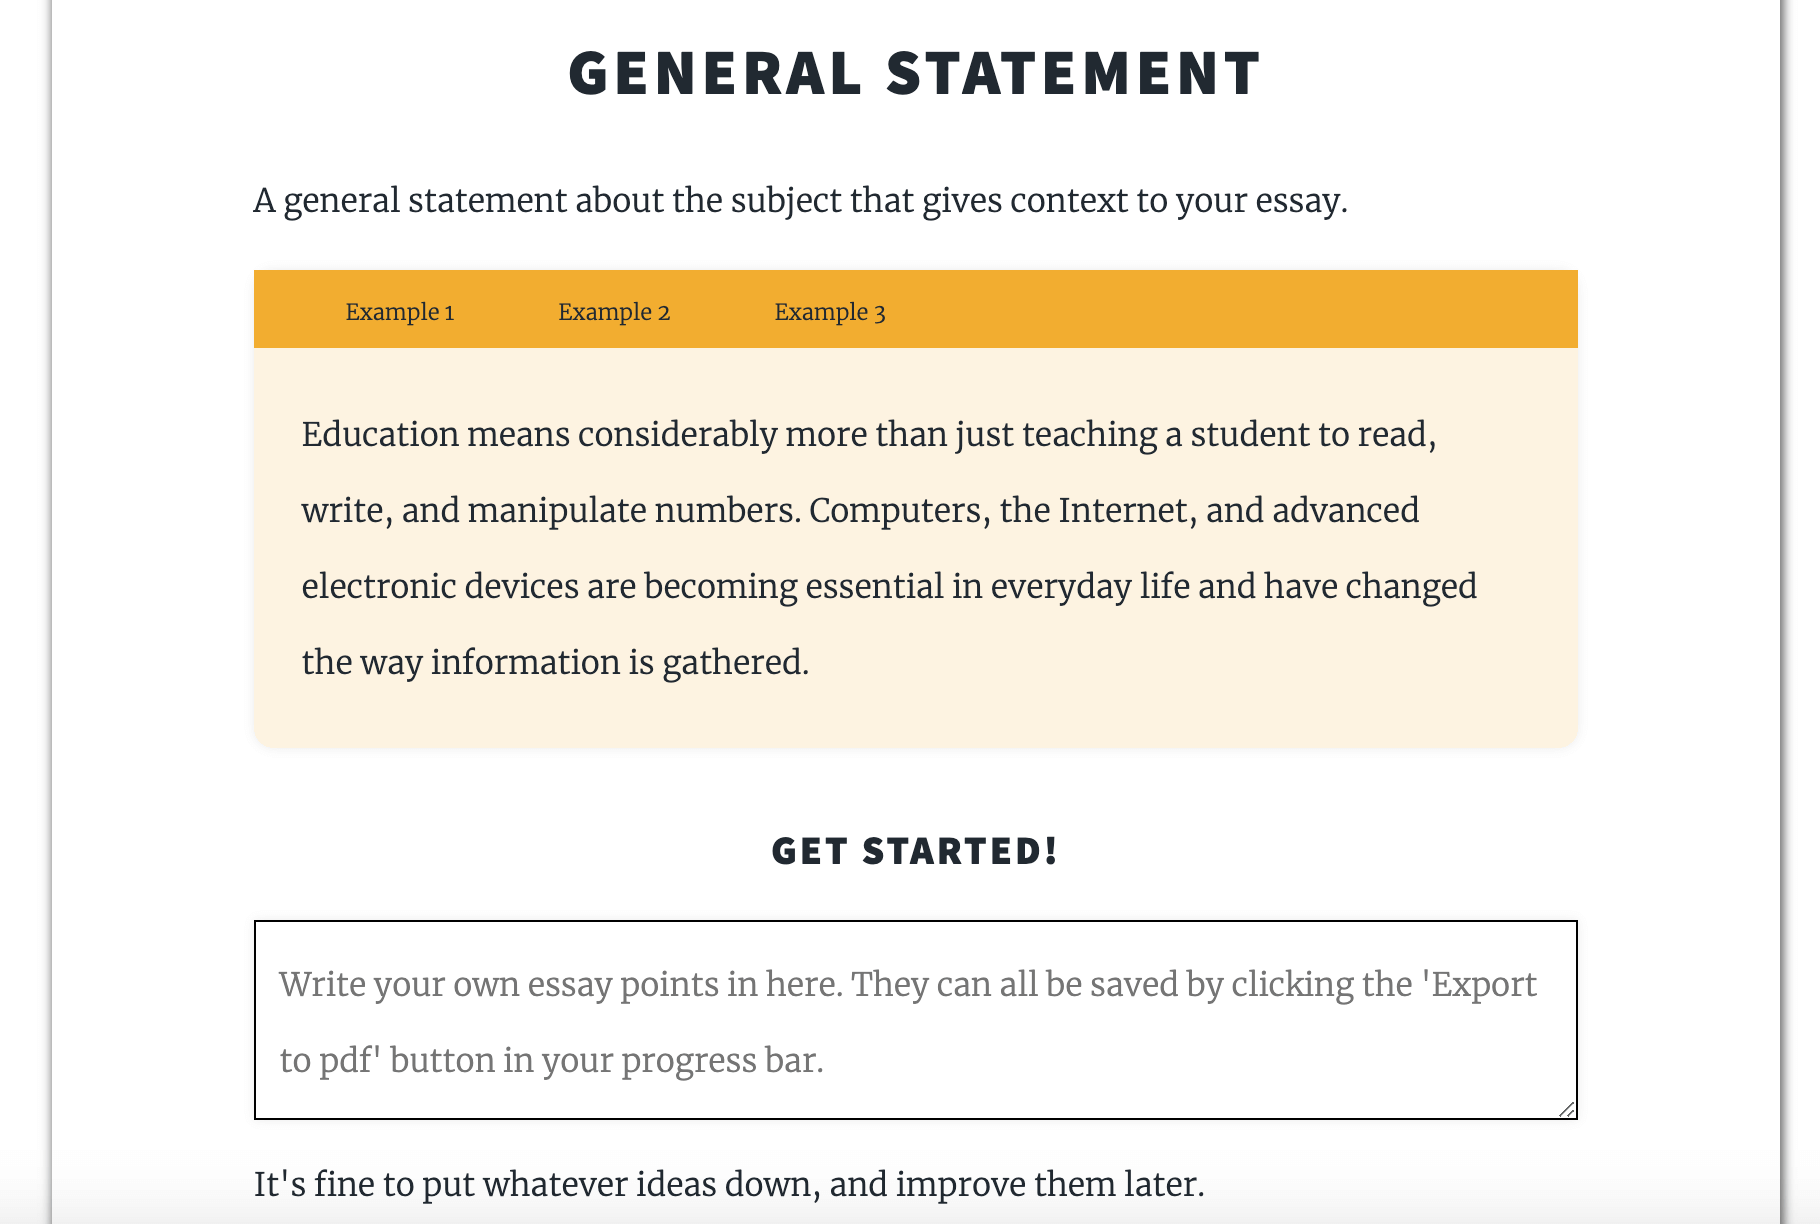 GENERAL STATEMENT
A general statement about the subject that gives context to your essay.
Example 1 Example 2 Example 3
Education means considerably more than just teaching a student to read,
write, and manipulate numbers. Computers, the Internet, and advanced
electronic devices are becoming essential in everyday life and have changed
the way information is gathered.
GET STARTED!
Write your own essay points in here. They can all be saved by clicking the 'Export
to pdf' button in your progress bar.
It's fine to put whatever ideas down, and improve them later.